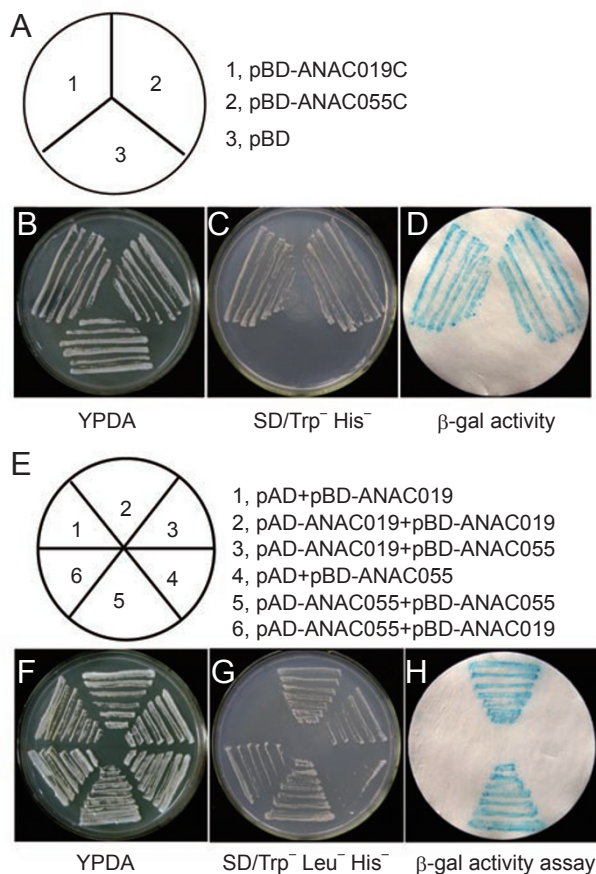 A
1
2
3
1, pBD-ANAC019C
2, pBD-ANAC055C
3, pBD
B
C
D
YPDA
SD/Trp⁻ His⁻
β-gal activity
E
1
2
3
4
5
6
1, pAD+pBD-ANAC019
2, pAD-ANAC019+pBD-ANAC019
3, pAD-ANAC019+pBD-ANAC055
4, pAD+pBD-ANAC055
5, pAD-ANAC055+pBD-ANAC055
6, pAD-ANAC055+pBD-ANAC019
F
G
H
YPDA
SD/Trp⁻ Leu⁻ His⁻
β-gal activity assay